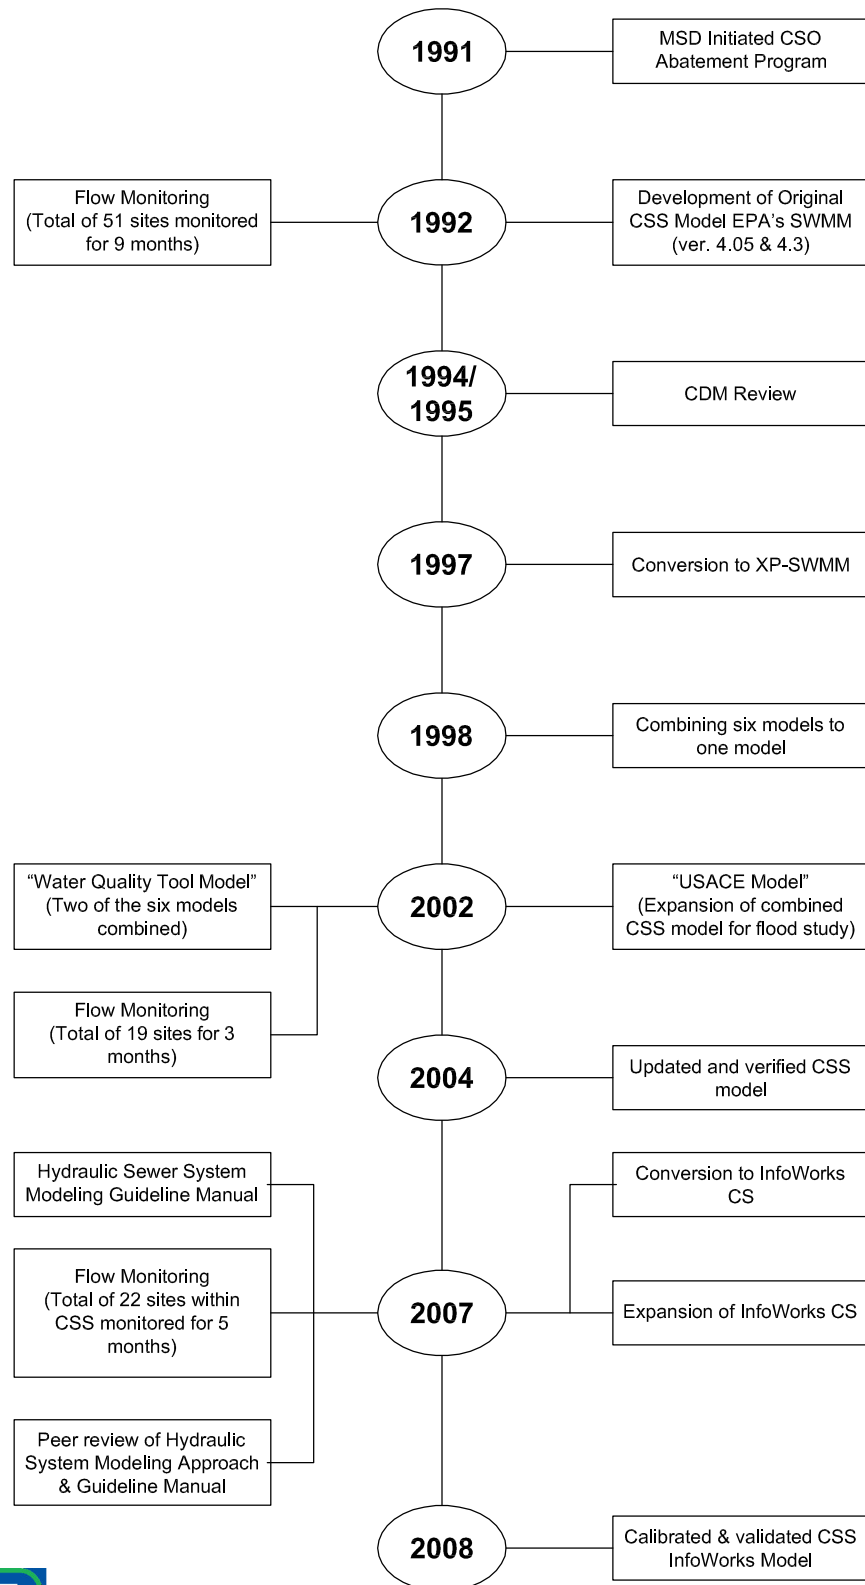 1991
MSD Initiated CSO
Abatement Program
Flow Monitoring
(Total of 51 sites monitored
for 9 months)
1992
Development of Original
CSS Model EPA's SWMM
(ver. 4.05 & 4.3)
1994/
1995
CDM Review
1997
Conversion to XP-SWMM
1998
Combining six models to
one model
“Water Quality Tool Model”
(Two of the six models
combined)
2002
“USACE Model”
(Expansion of combined
CSS model for flood study)
Flow Monitoring
(Total of 19 sites for 3
months)
2004
Updated and verified CSS
model
Hydraulic Sewer System
Modeling Guideline Manual
Conversion to InfoWorks
CS
Flow Monitoring
(Total of 22 sites within
CSS monitored for 5
months)
2007
Expansion of InfoWorks CS
Peer review of Hydraulic
System Modeling Approach
& Guideline Manual
2008
Calibrated & validated CSS
InfoWorks Model